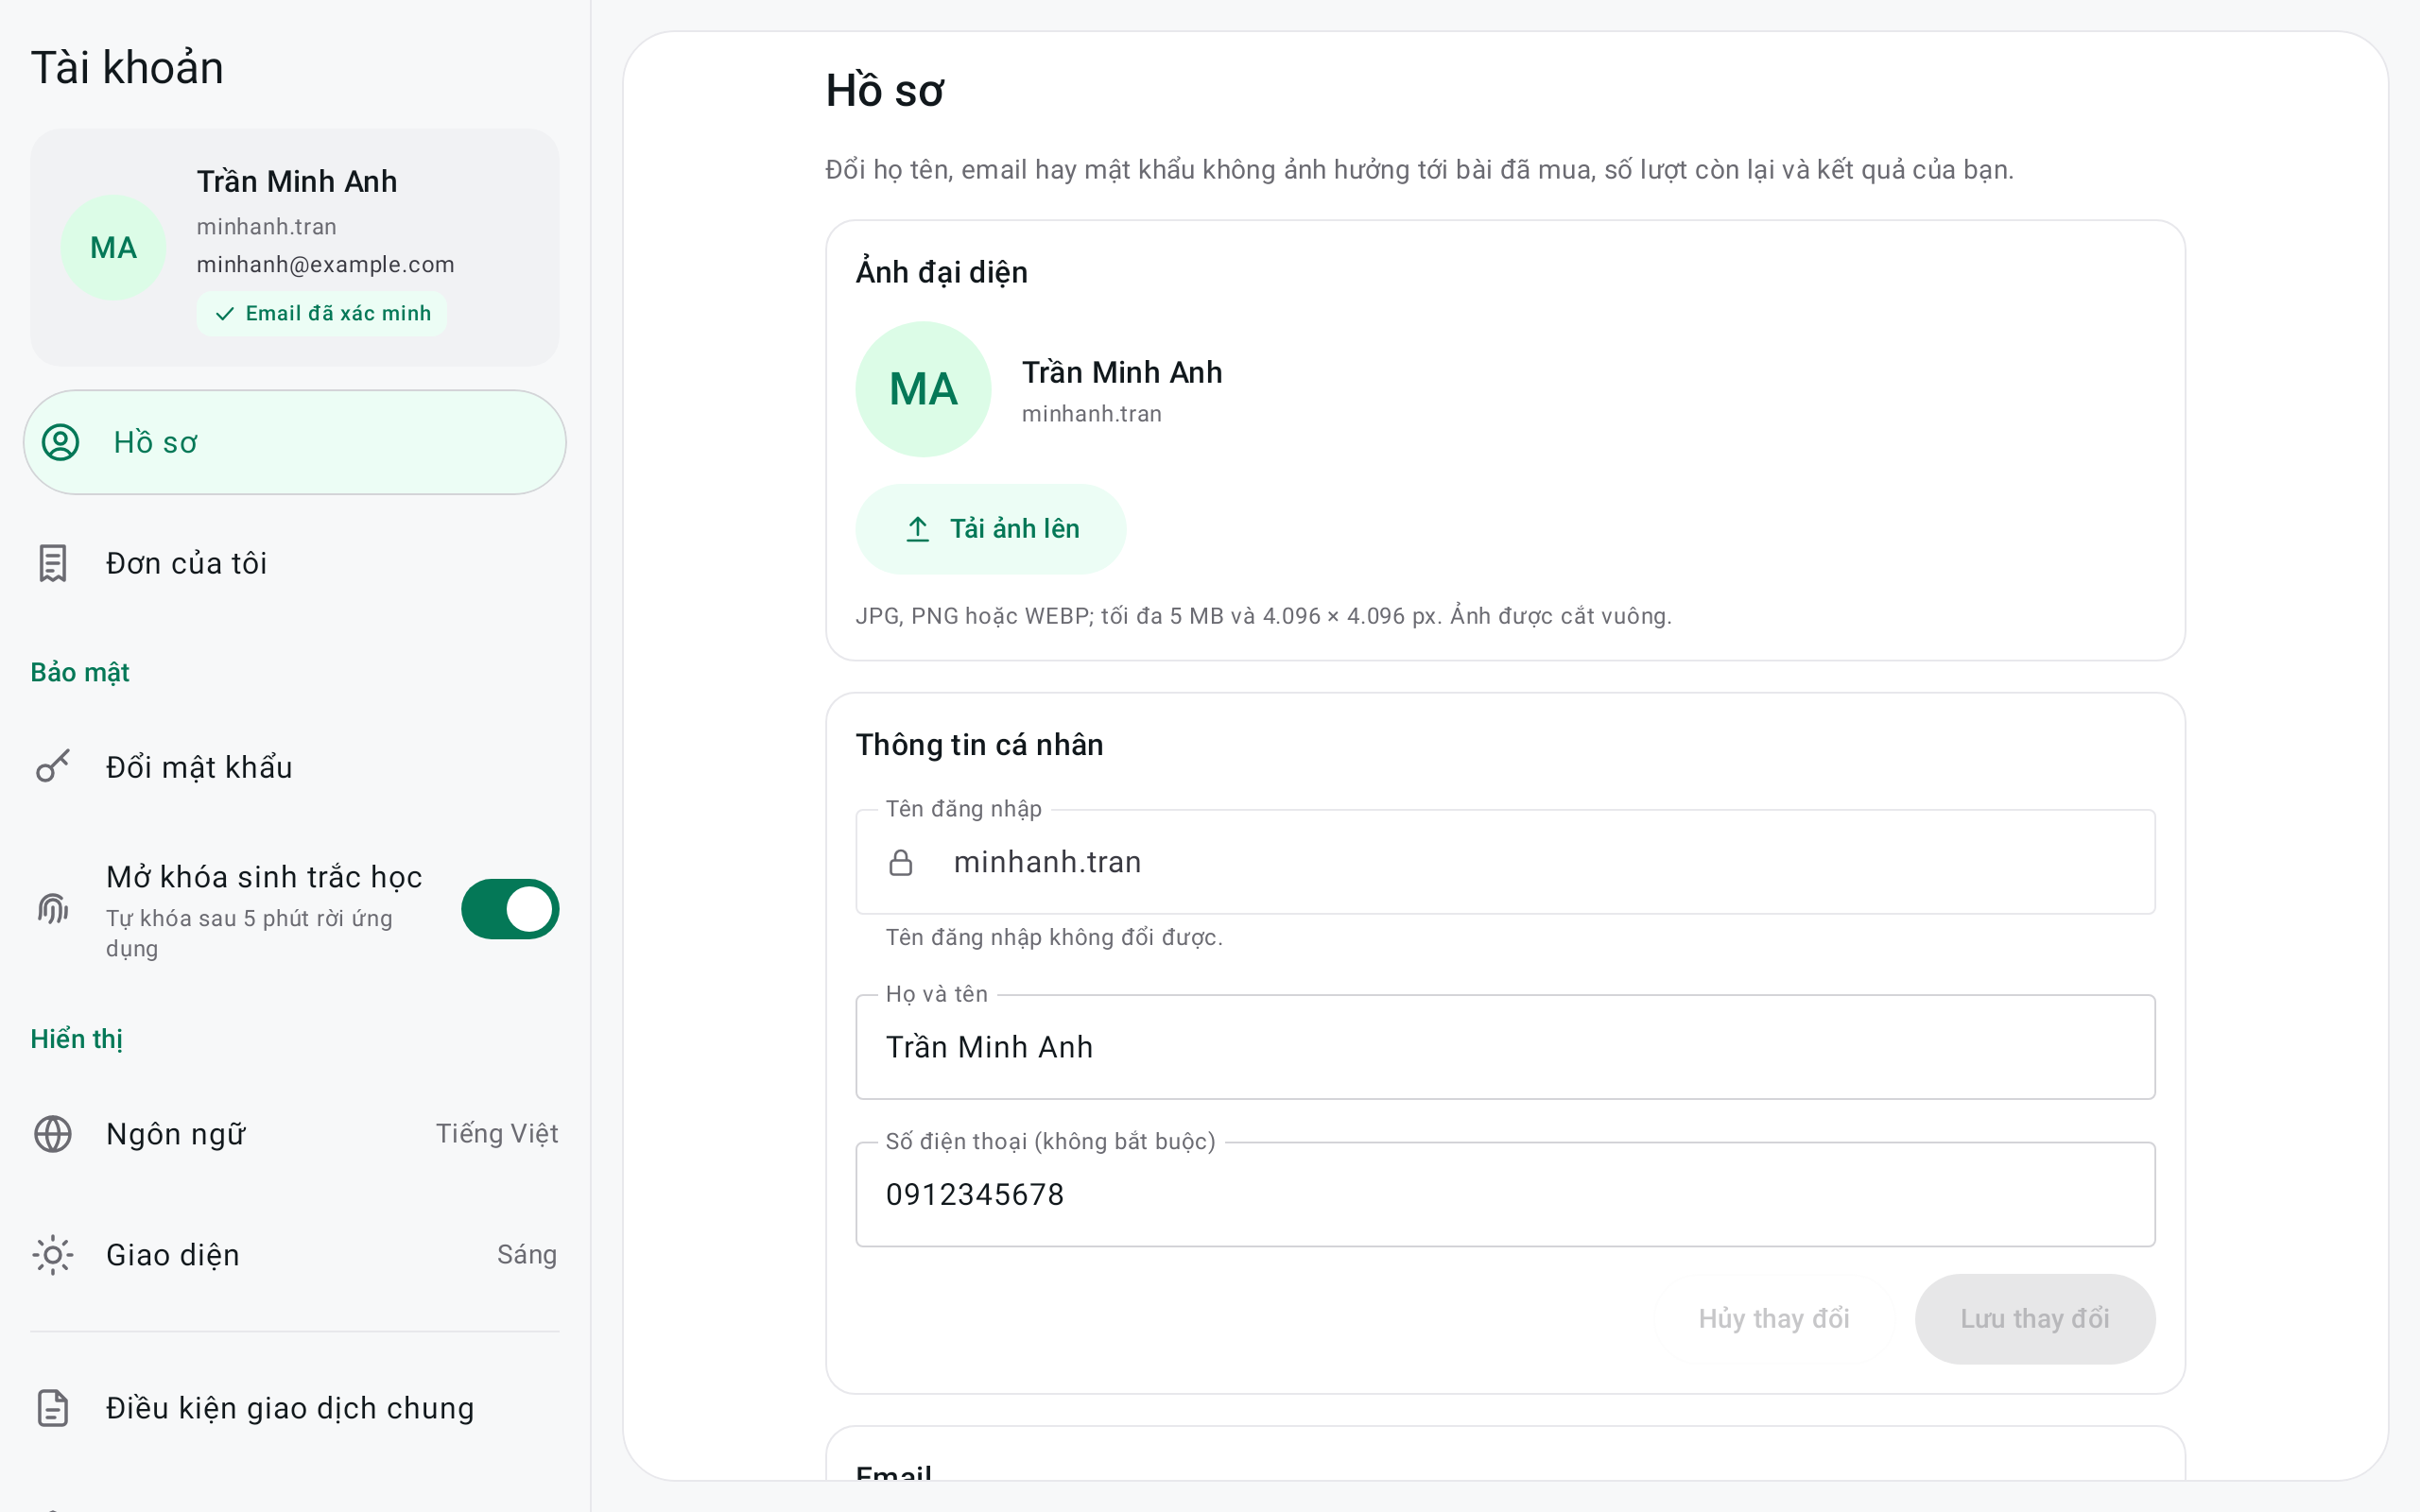 Tài khoản
MA
Trần Minh Anh
minhanh.tran
minhanh@example.com
Email đã xác minh
Hồ sơ
Đơn của tôi
Bảo mật
Đổi mật khẩu
Mở khóa sinh trắc học
Tự khóa sau 5 phút rời ứng
dụng
Hiển thị
Ngôn ngữ
Tiếng Việt
Giao diện
Sáng
Điều kiện giao dịch chung
Hồ sơ
Đổi họ tên, email hay mật khẩu không ảnh hưởng tới bài đã mua, số lượt còn lại và kết quả của bạn.
Ảnh đại diện
MA
Trần Minh Anh
minhanh.tran
Tải ảnh lên
JPG, PNG hoặc WEBP; tối đa 5 MB và 4.096 × 4.096 px. Ảnh được cắt vuông.
Thông tin cá nhân
Tên đăng nhập
minhanh.tran
Tên đăng nhập không đổi được.
Họ và tên
Trần Minh Anh
Số điện thoại (không bắt buộc)
0912345678
Hủy thay đổi
Lưu thay đổi
Email